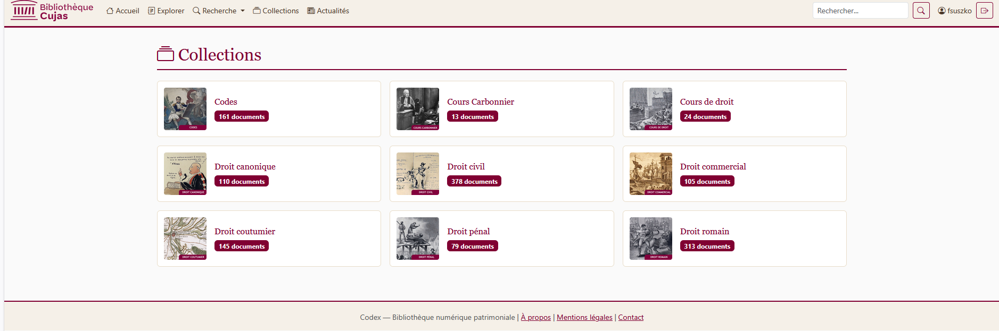 Bibliothèque
Cujas
Accueil Explorer Recherche Collections Actualités
Rechercher... fsuszko
Collections
Codes
161 documents
CODES
Cours Carbonnier
13 documents
COURS CARBONNIER
Cours de droit
24 documents
COURS DE DROIT
Droit canonique
110 documents
DROIT CANONIQUE
Droit civil
378 documents
DROIT CIVIL
Droit commercial
105 documents
DROIT COMMERCIAL
Droit coutumier
145 documents
DROIT COUTUMIER
Droit pénal
79 documents
DROIT PÉNAL
Droit romain
313 documents
DROIT ROMAIN
Codex — Bibliothèque numérique patrimoniale | À propos | Mentions légales | Contact